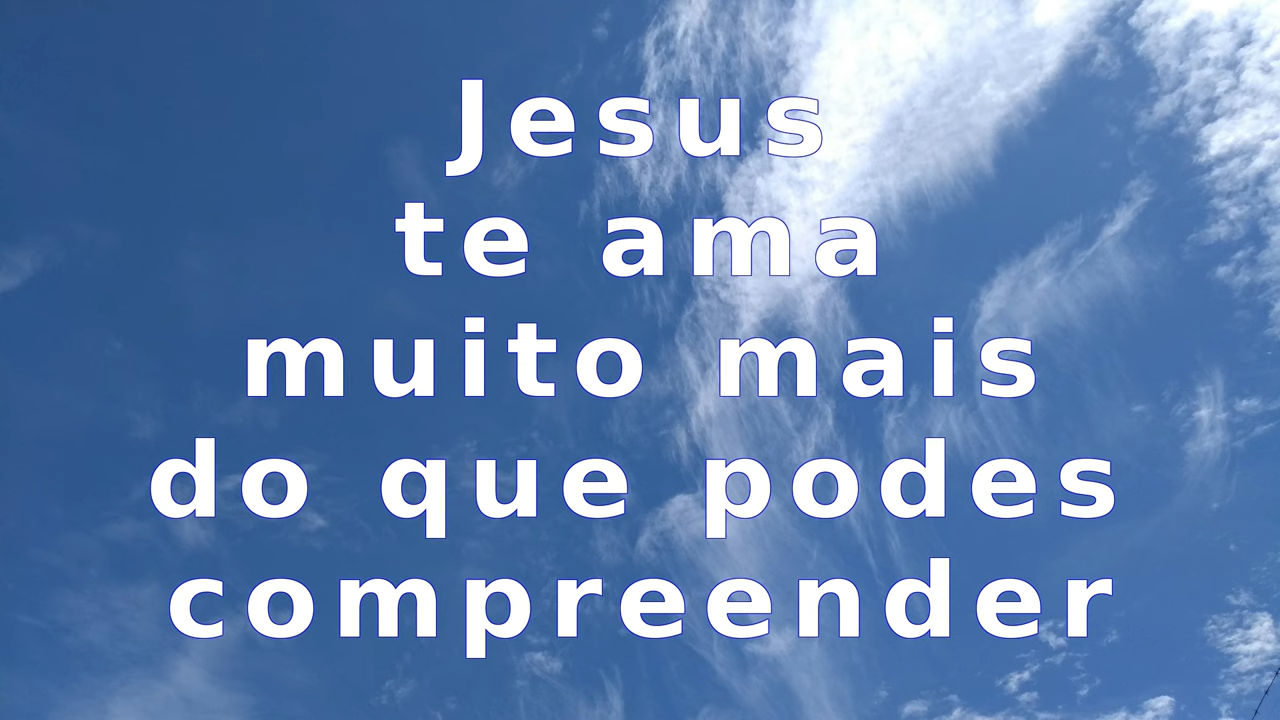 Jesus
te ama
muito mais
do que podes
compreender